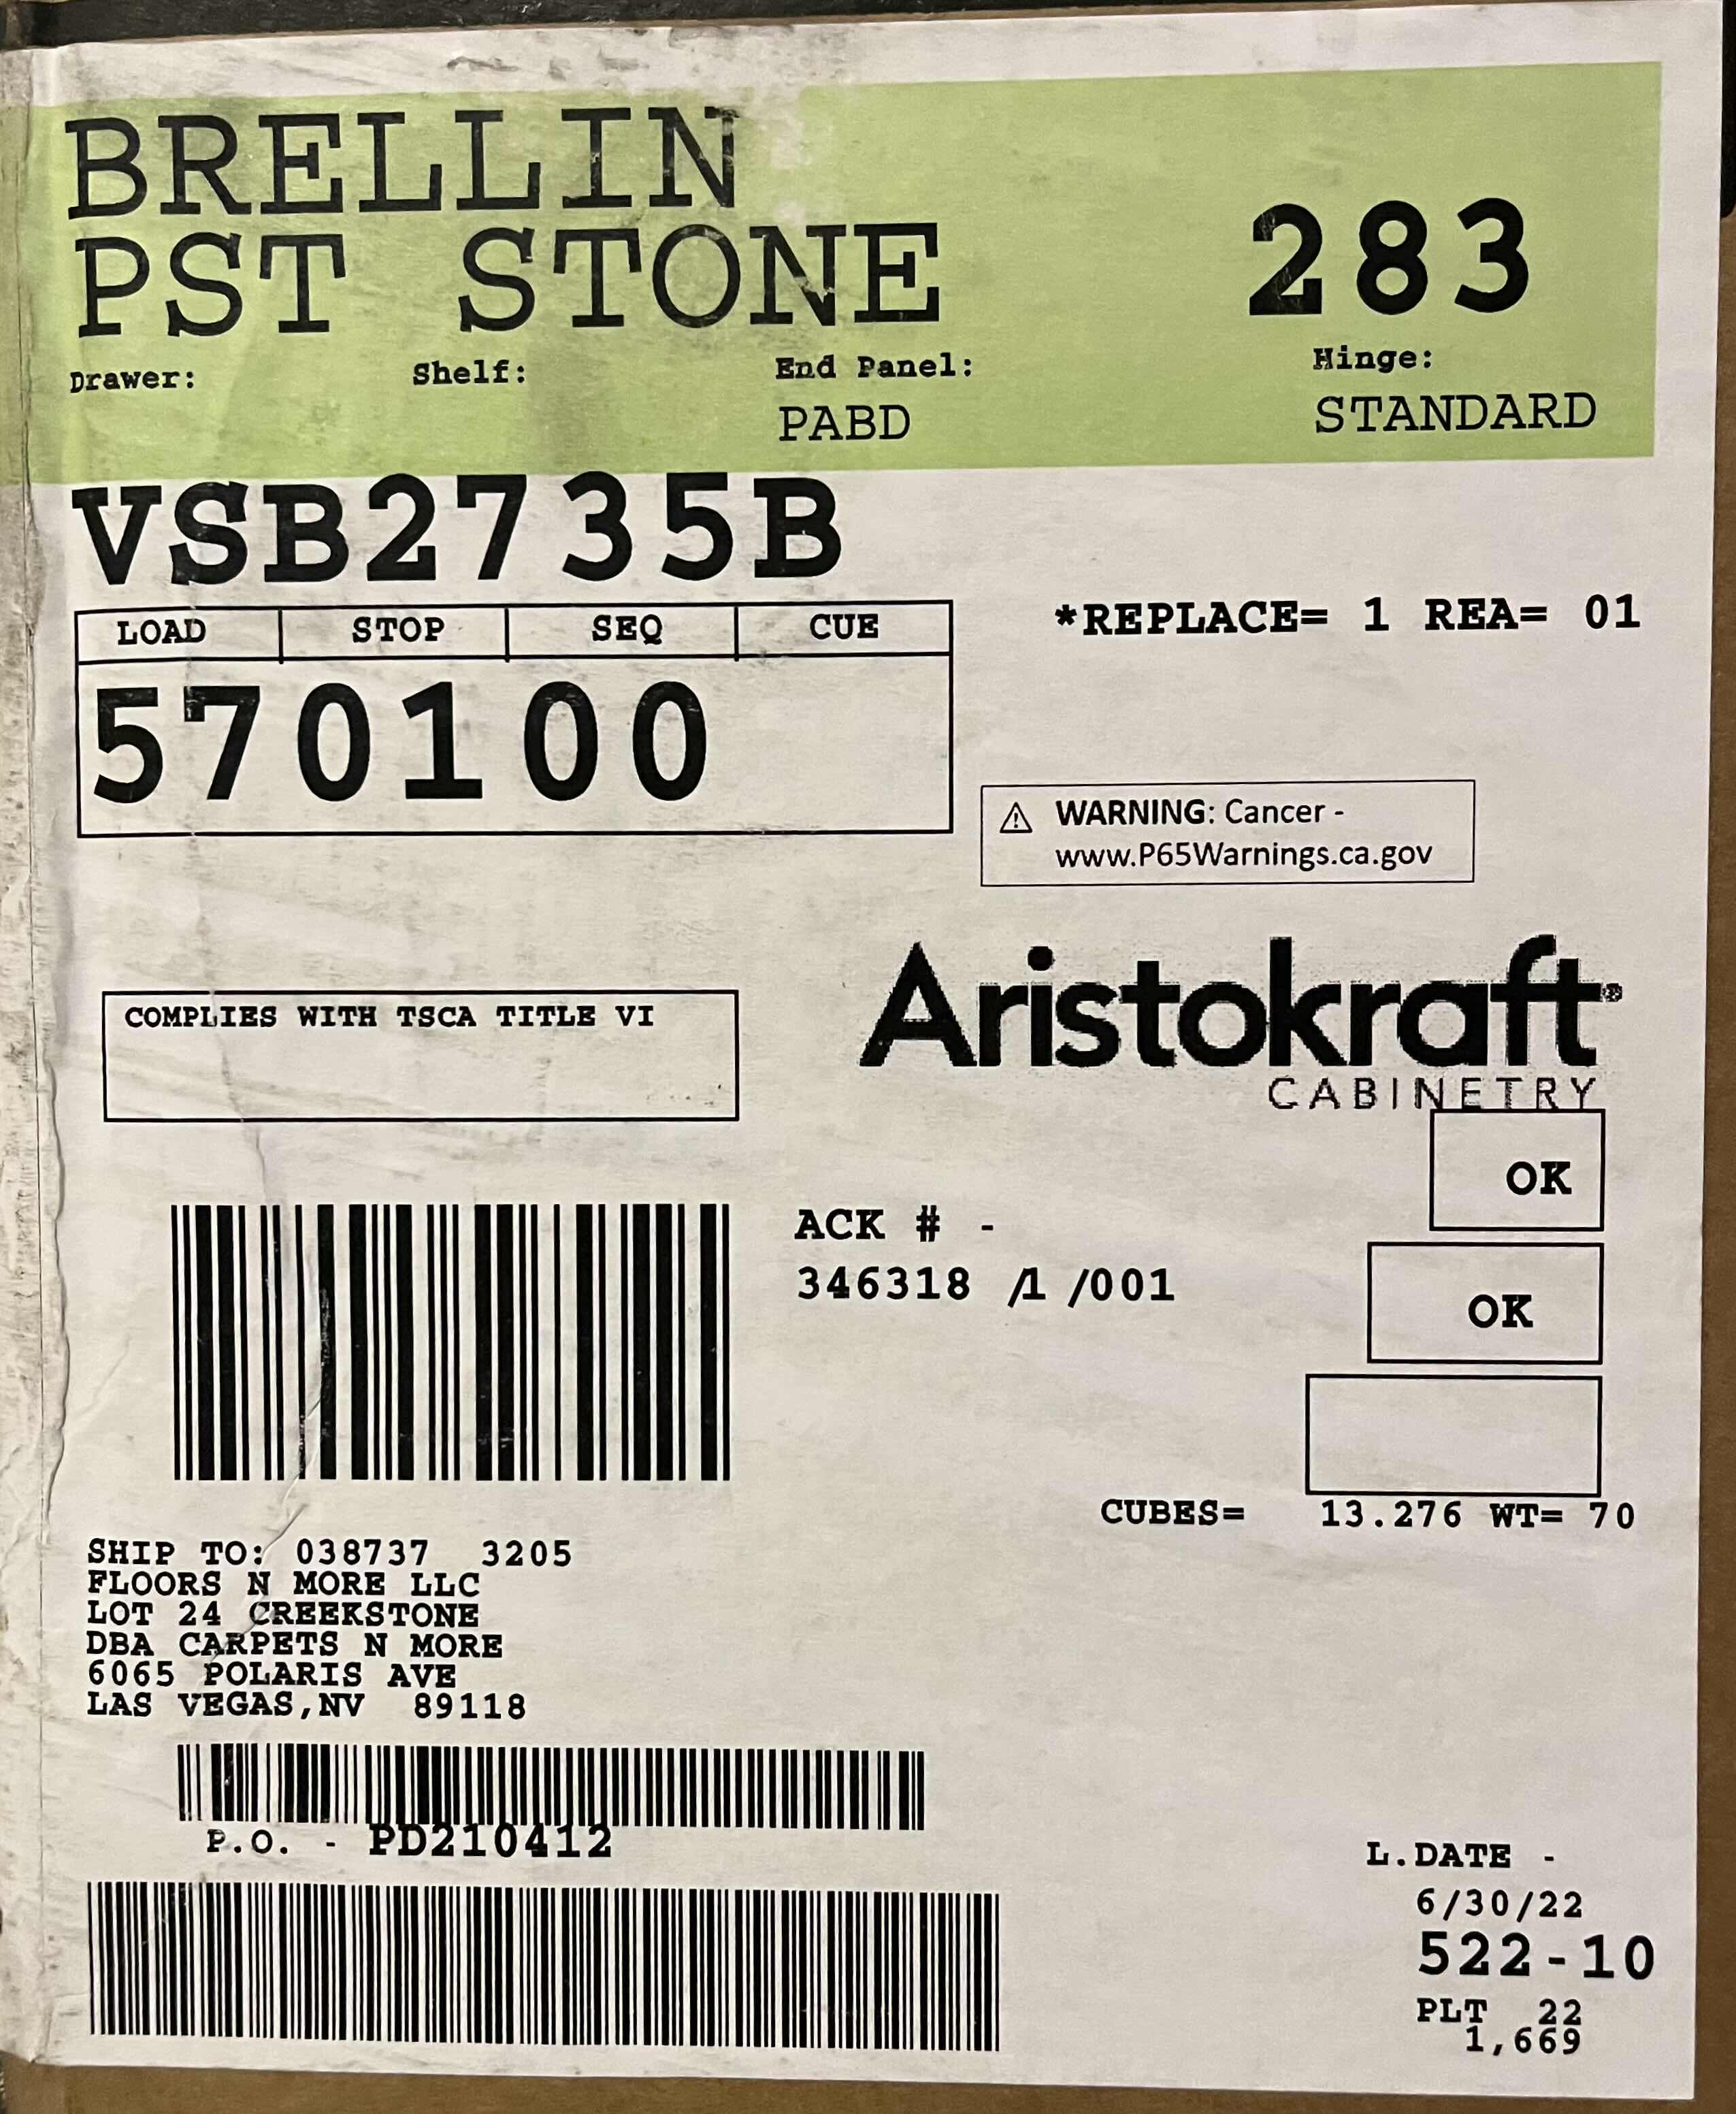 BRELLIN
PST STONE
283
Drawer: Shelf: End Panel: Hinge:
PABD STANDARD
VSB2735B
LOAD STOP SEQ CUE
*REPLACE= 1 REA= 01
570100
WARNING: Cancer -
www.P65Warnings.ca.gov
Aristokraft®
CABINETRY
COMPLIES WITH TSCA TITLE VI
OK
ACK # -
346318 /1 /001
OK
CUBES= 13.276 WT= 70
SHIP TO: 038737 3205
FLOORS N MORE LLC
LOT 24 CREEKSTONE
DBA CARPETS N MORE
6065 POLARIS AVE
LAS VEGAS,NV 89118
P.O. - PD210412
L.DATE -
6/30/22
522-10
PLT 22
1,669